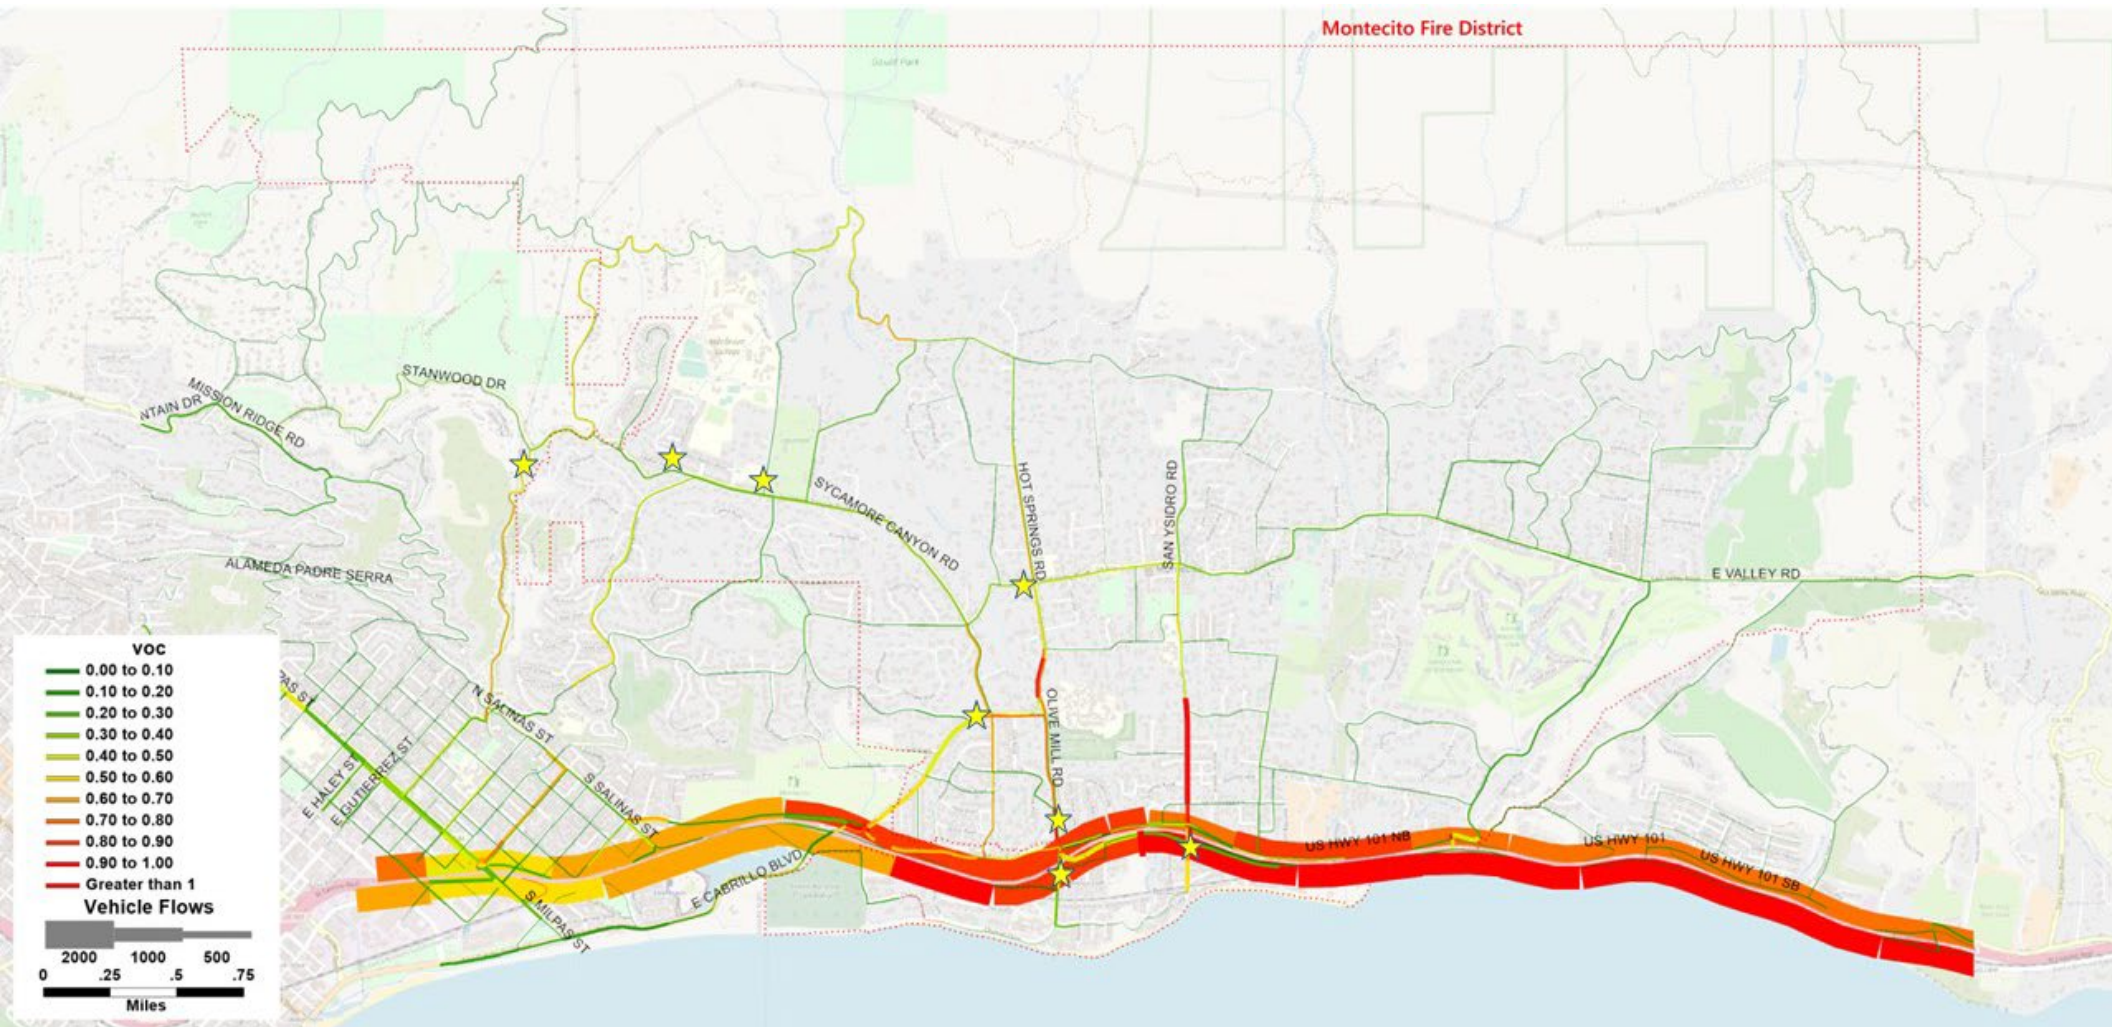 Montecito Fire District
STANWOOD DR
MISSION RIDGE RD
NTAIN DR
SYCAMORE CANYON RD
HOT SPRINGS RD
SAN YSIDRO RD
ALAMEDA PADRE SERRA
E VALLEY RD
PAS ST
N SALINAS ST
OLIVE MILL RD
E HALEY ST
E GUTIERREZ ST
S SALINAS ST
US HWY 101 NB
US HWY 101
US HWY 101 SB
E CABRILLO BLVD
S MILPAS ST
VOC
0.00 to 0.10
0.10 to 0.20
0.20 to 0.30
0.30 to 0.40
0.40 to 0.50
0.50 to 0.60
0.60 to 0.70
0.70 to 0.80
0.80 to 0.90
0.90 to 1.00
Greater than 1
Vehicle Flows
2000 1000 500
0 .25 .5 .75
Miles